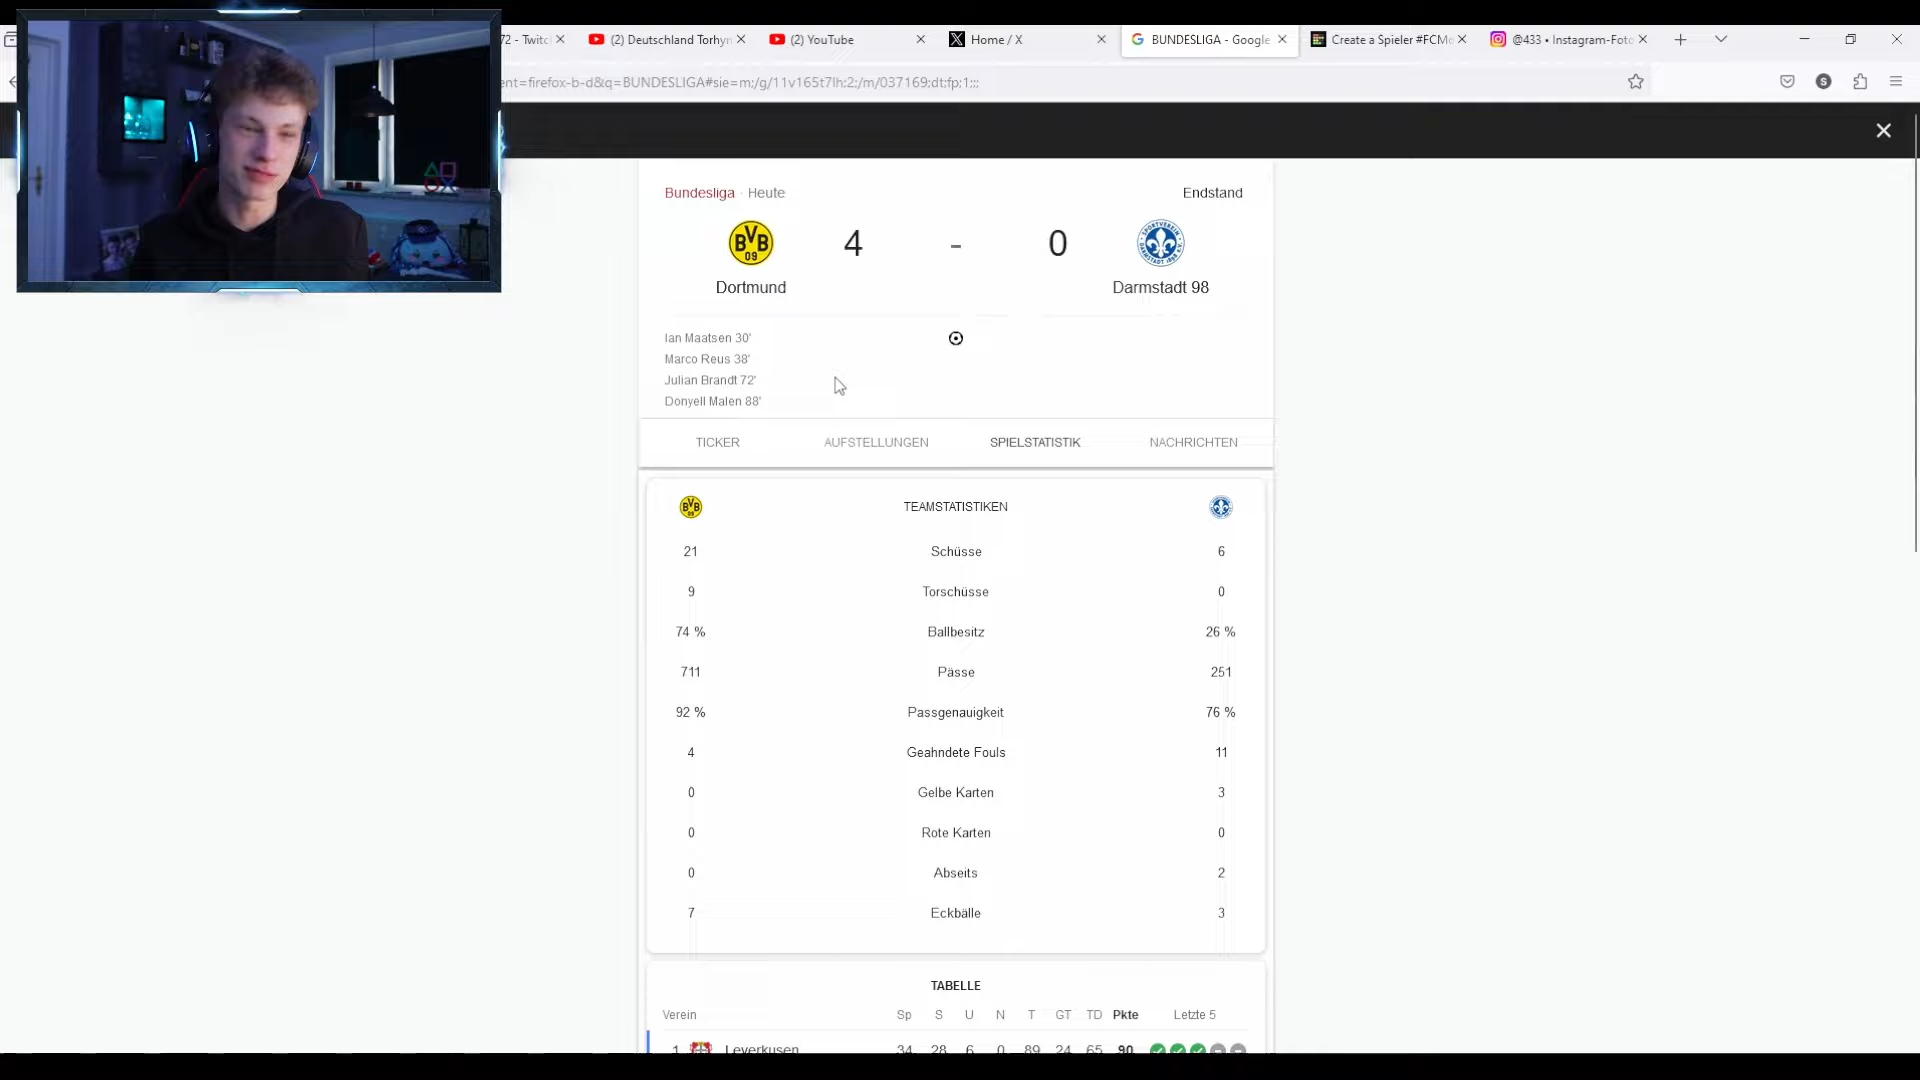 72 - Twitch
(2) Deutschland Torhyn
(2) YouTube
Home / X
BUNDESLIGA - Google
Create a Spieler #FCMo
@433 • Instagram-Foto
ent=firefox-b-d&q=BUNDESLIGA#sie=m;/g/11v165t7lh;2;/m/037169;dt;fp;1;;;
Bundesliga · Heute
Endstand
4 - 0
Dortmund
Darmstadt 98
Ian Maatsen 30'
Marco Reus 38'
Julian Brandt 72'
Donyell Malen 88'
TICKER AUFSTELLUNGEN SPIELSTATISTIK NACHRICHTEN
TEAMSTATISTIKEN
21 Schüsse 6
9 Torschüsse 0
74 % Ballbesitz 26 %
711 Pässe 251
92 % Passgenauigkeit 76 %
4 Geahndete Fouls 11
0 Gelbe Karten 3
0 Rote Karten 0
0 Abseits 2
7 Eckbälle 3
TABELLE
Verein Sp S U N T GT TD Pkte Letzte 5
1 Leverkusen 34 28 6 0 89 24 65 90